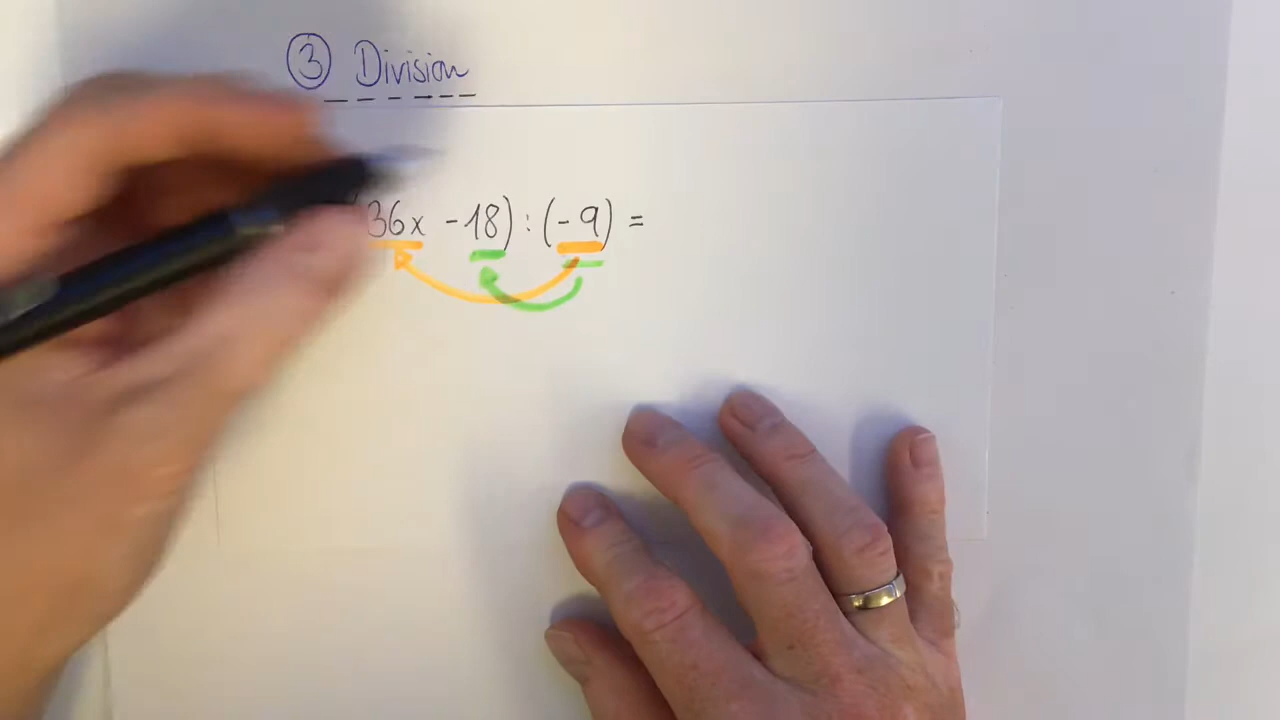 ③ Division
(36x - 18) : (-9) =